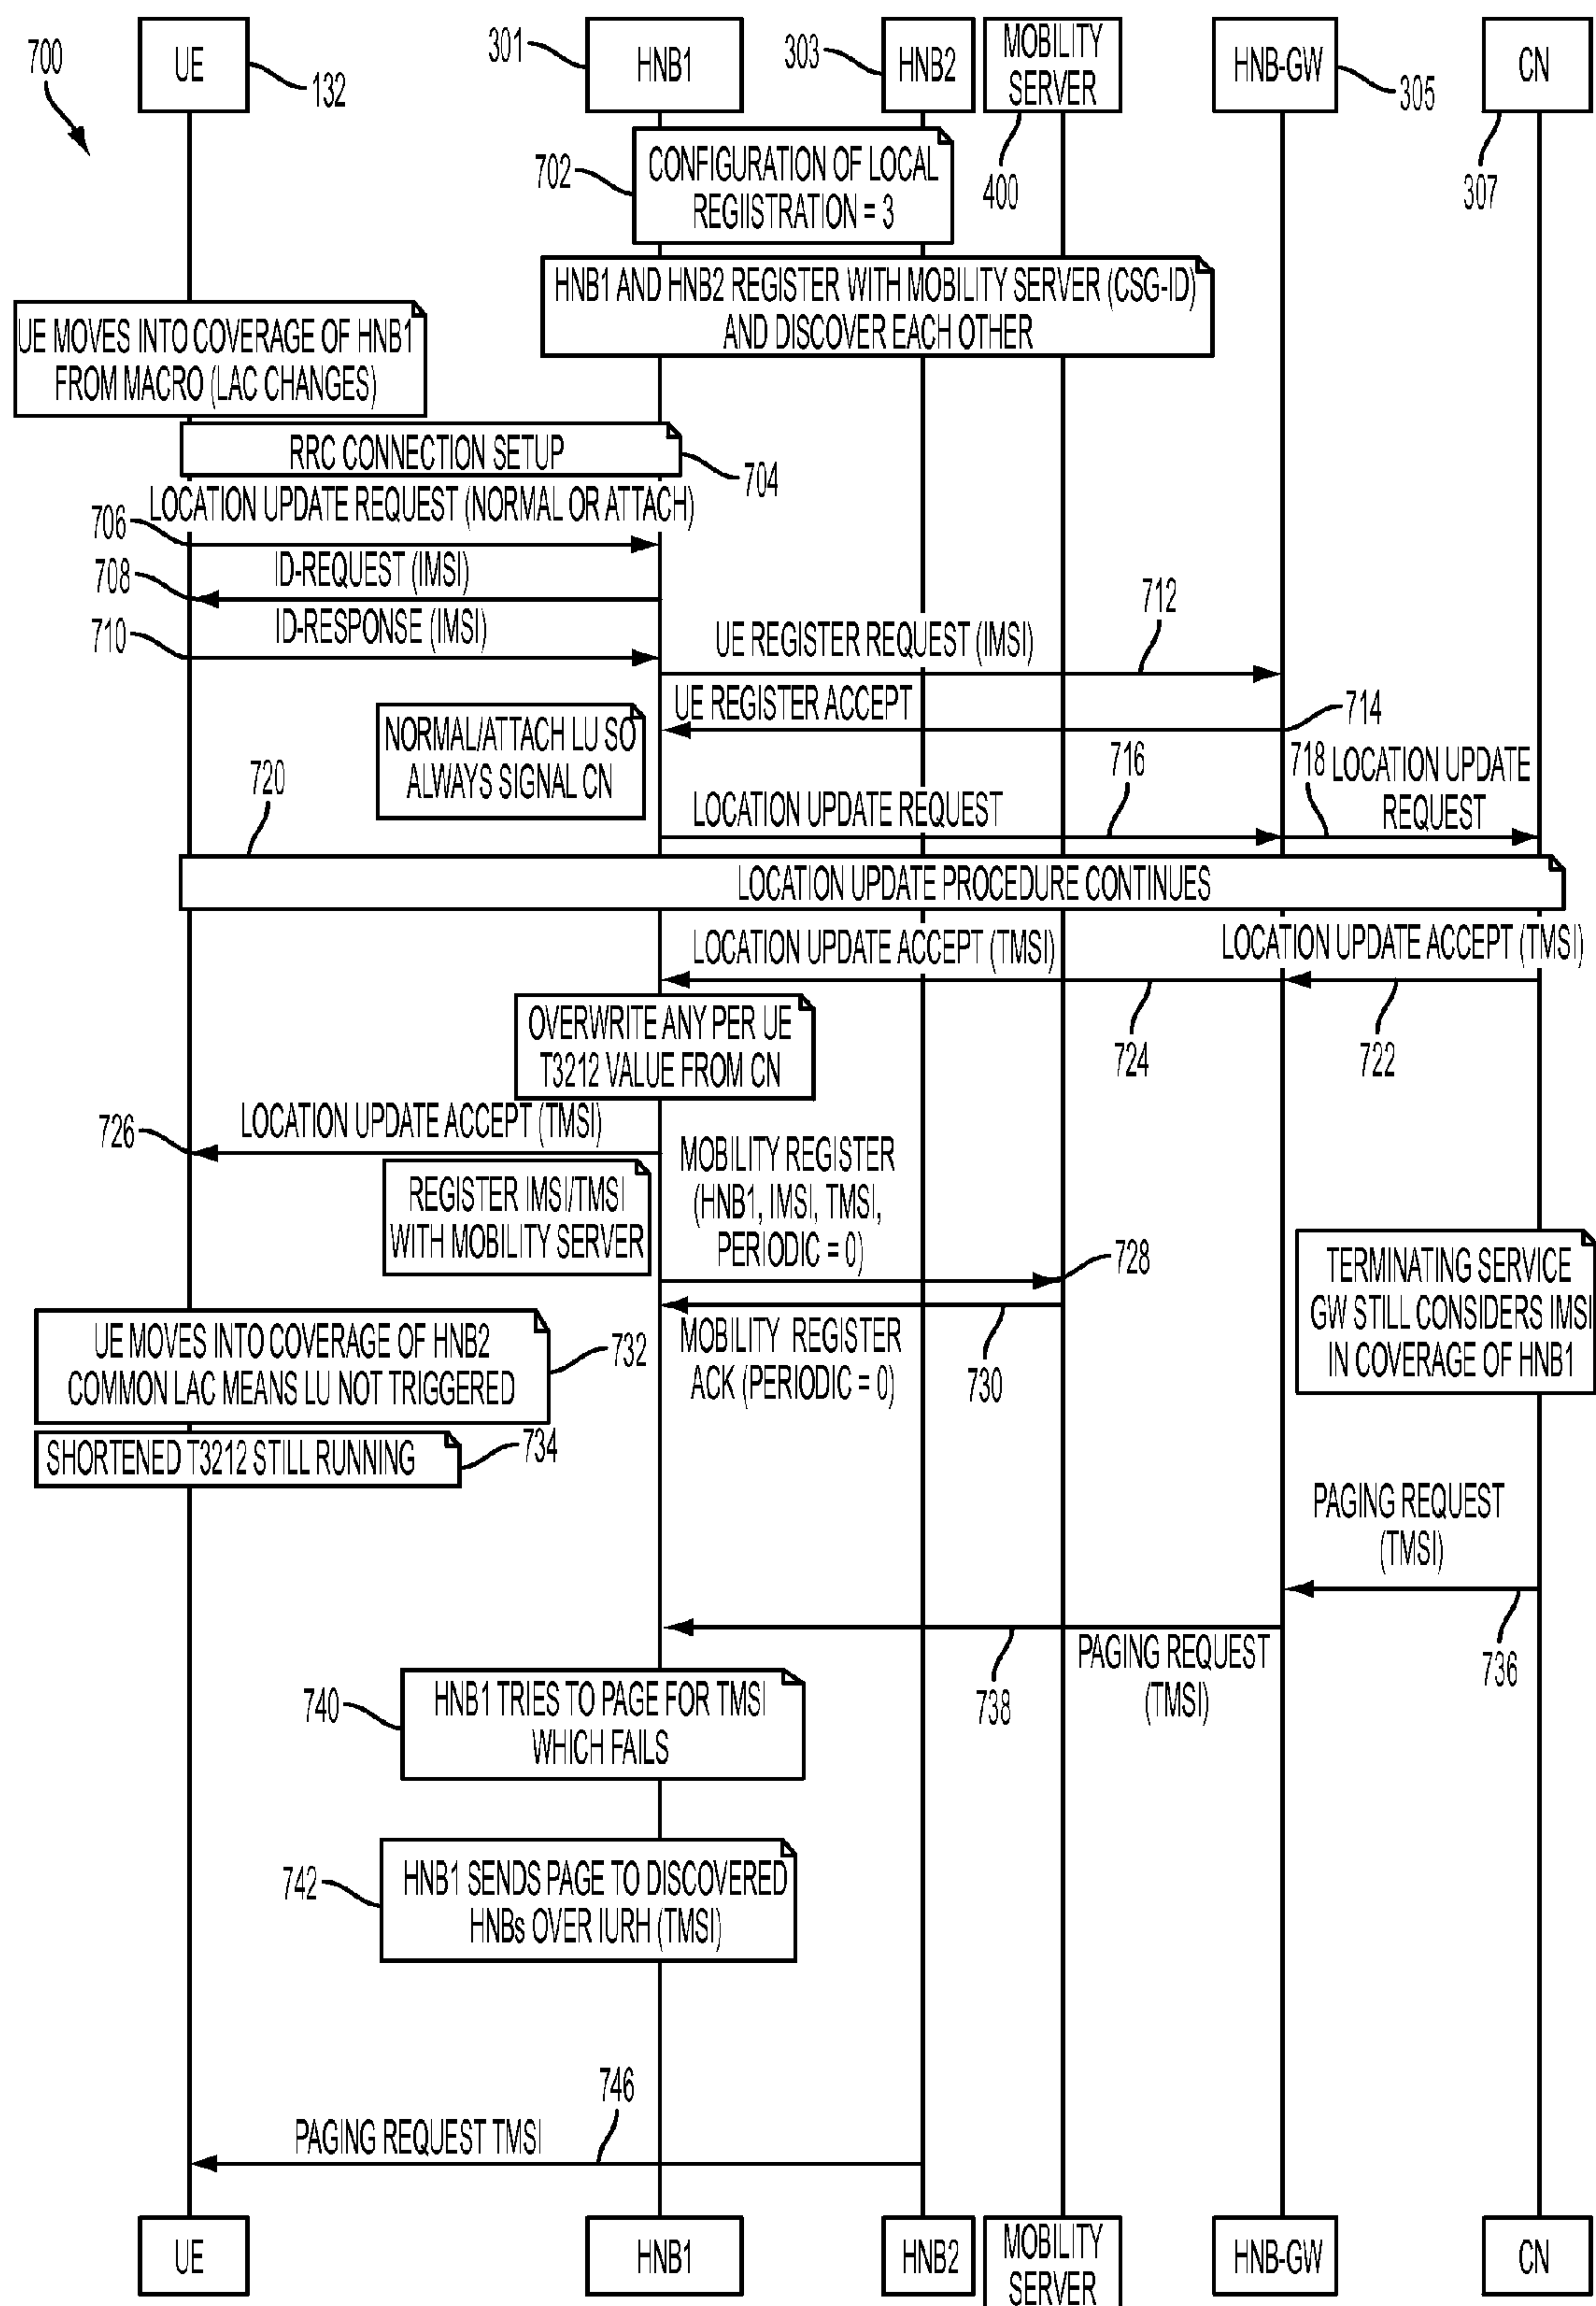 700
UE
132
301
HNB1
303
HNB2
MOBILITY
SERVER
400
HNB-GW
305
CN
307
702
CONFIGURATION OF LOCAL
REGIISTRATION = 3
HNB1 AND HNB2 REGISTER WITH MOBILITY SERVER (CSG-ID)
AND DISCOVER EACH OTHER
UE MOVES INTO COVERAGE OF HNB1
FROM MACRO (LAC CHANGES)
RRC CONNECTION SETUP
704
LOCATION UPDATE REQUEST (NORMAL OR ATTACH)
706
ID-REQUEST (IMSI)
708
ID-RESPONSE (IMSI)
710
712
UE REGISTER REQUEST (IMSI)
UE REGISTER ACCEPT
714
NORMAL/ATTACH LU SO
ALWAYS SIGNAL CN
720
LOCATION UPDATE REQUEST
716
718
LOCATION UPDATE
REQUEST
LOCATION UPDATE PROCEDURE CONTINUES
LOCATION UPDATE ACCEPT (TMSI)
LOCATION UPDATE ACCEPT (TMSI)
724
722
OVERWRITE ANY PER UE
T3212 VALUE FROM CN
LOCATION UPDATE ACCEPT (TMSI)
726
REGISTER IMSI/TMSI
WITH MOBILITY SERVER
MOBILITY REGISTER
(HNB1, IMSI, TMSI,
PERIODIC = 0)
728
TERMINATING SERVICE
GW STILL CONSIDERS IMSI
IN COVERAGE OF HNB1
UE MOVES INTO COVERAGE OF HNB2
COMMON LAC MEANS LU NOT TRIGGERED
732
MOBILITY REGISTER
ACK (PERIODIC = 0)
730
SHORTENED T3212 STILL RUNNING
734
PAGING REQUEST
(TMSI)
736
PAGING REQUEST
(TMSI)
738
740
HNB1 TRIES TO PAGE FOR TMSI
WHICH FAILS
742
HNB1 SENDS PAGE TO DISCOVERED
HNBs OVER IURH (TMSI)
746
PAGING REQUEST TMSI
UE
HNB1
HNB2
MOBILITY
SERVER
HNB-GW
CN